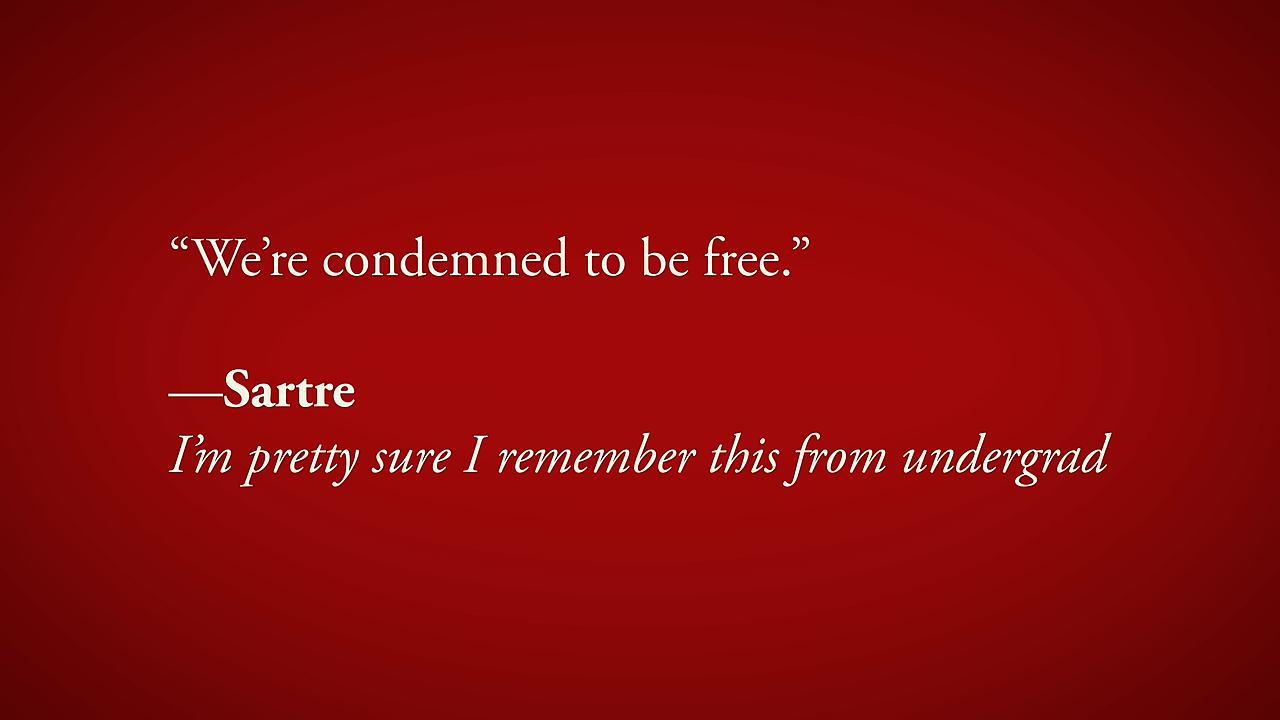 “We’re condemned to be free.”
—Sartre
I’m pretty sure I remember this from undergrad